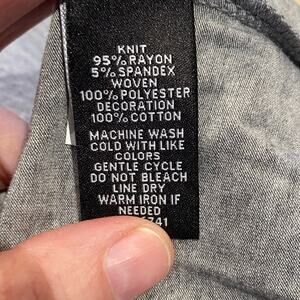 KNIT
95% RAYON
5% SPANDEX
WOVEN
100% POLYESTER
DECORATION
100% COTTON
MACHINE WASH
COLD WITH LIKE
COLORS
GENTLE CYCLE
DO NOT BLEACH
LINE DRY
WARM IRON IF
NEEDED